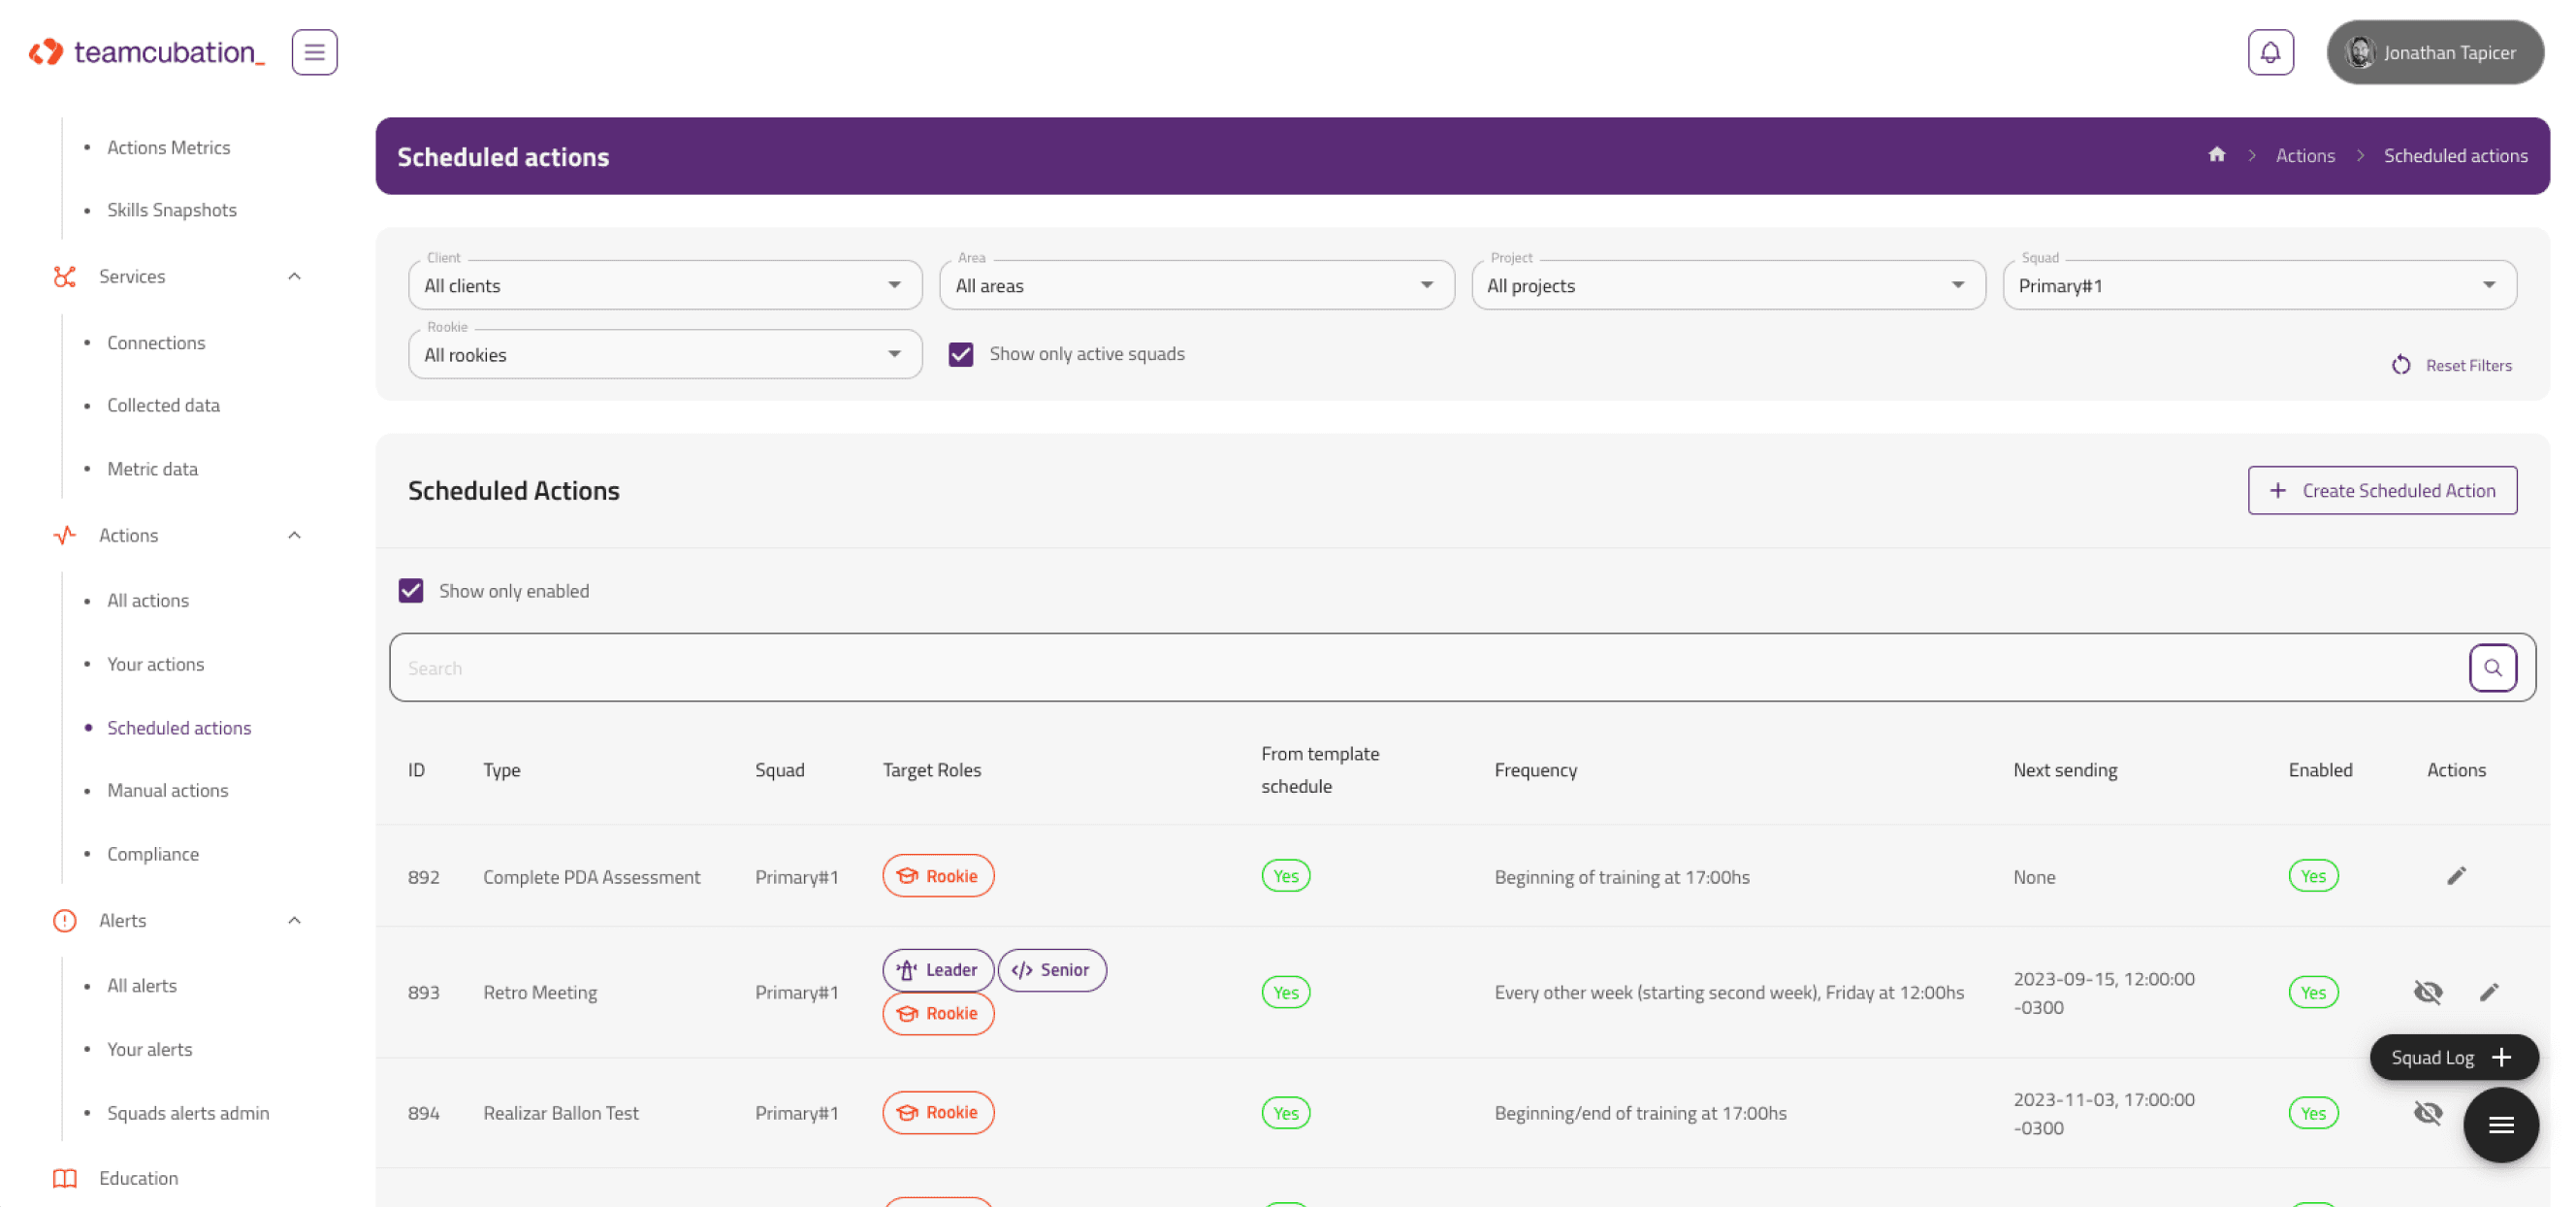 teamcubation_
Jonathan Tapicer
Actions Metrics
Skills Snapshots
Services
Connections
Collected data
Metric data
Actions
All actions
Your actions
Scheduled actions
Manual actions
Compliance
Alerts
All alerts
Your alerts
Squads alerts admin
Education
Scheduled actions
Actions > Scheduled actions
Client
All clients
Area
All areas
Project
All projects
Squad
Primary#1
Rookie
All rookies
Show only active squads
Reset Filters
Scheduled Actions
+ Create Scheduled Action
Show only enabled
Search
ID Type Squad Target Roles From template schedule Frequency Next sending Enabled Actions
892 Complete PDA Assessment Primary#1 Rookie Yes Beginning of training at 17:00hs None Yes
893 Retro Meeting Primary#1 Leader </> Senior Rookie Yes Every other week (starting second week), Friday at 12:00hs 2023-09-15, 12:00:00 -0300 Yes
Squad Log +
894 Realizar Ballon Test Primary#1 Rookie Yes Beginning/end of training at 17:00hs 2023-11-03, 17:00:00 -0300 Yes